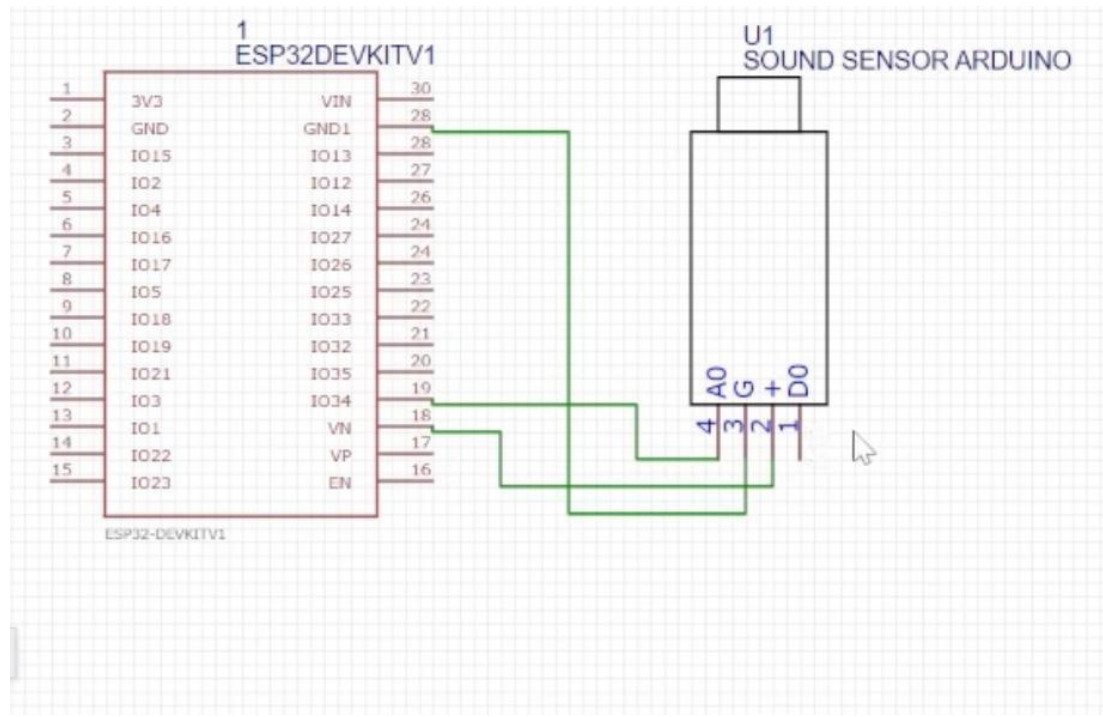 1
ESP32DEVKITV1
U1
SOUND SENSOR ARDUINO
1 3V3 VIN 30
2 GND GND1 28
3 IO15 IO13 28
4 IO2 IO12 27
5 IO4 IO14 26
6 IO16 IO27 24
7 IO17 IO26 24
8 IO5 IO25 23
9 IO18 IO33 22
10 IO19 IO32 21
11 IO21 IO35 20
12 IO3 IO34 19
13 IO1 VN 18
14 IO22 VP 17
15 IO23 EN 16
ESP32-DEVKITV1
A0 G + D0
4 3 2 1